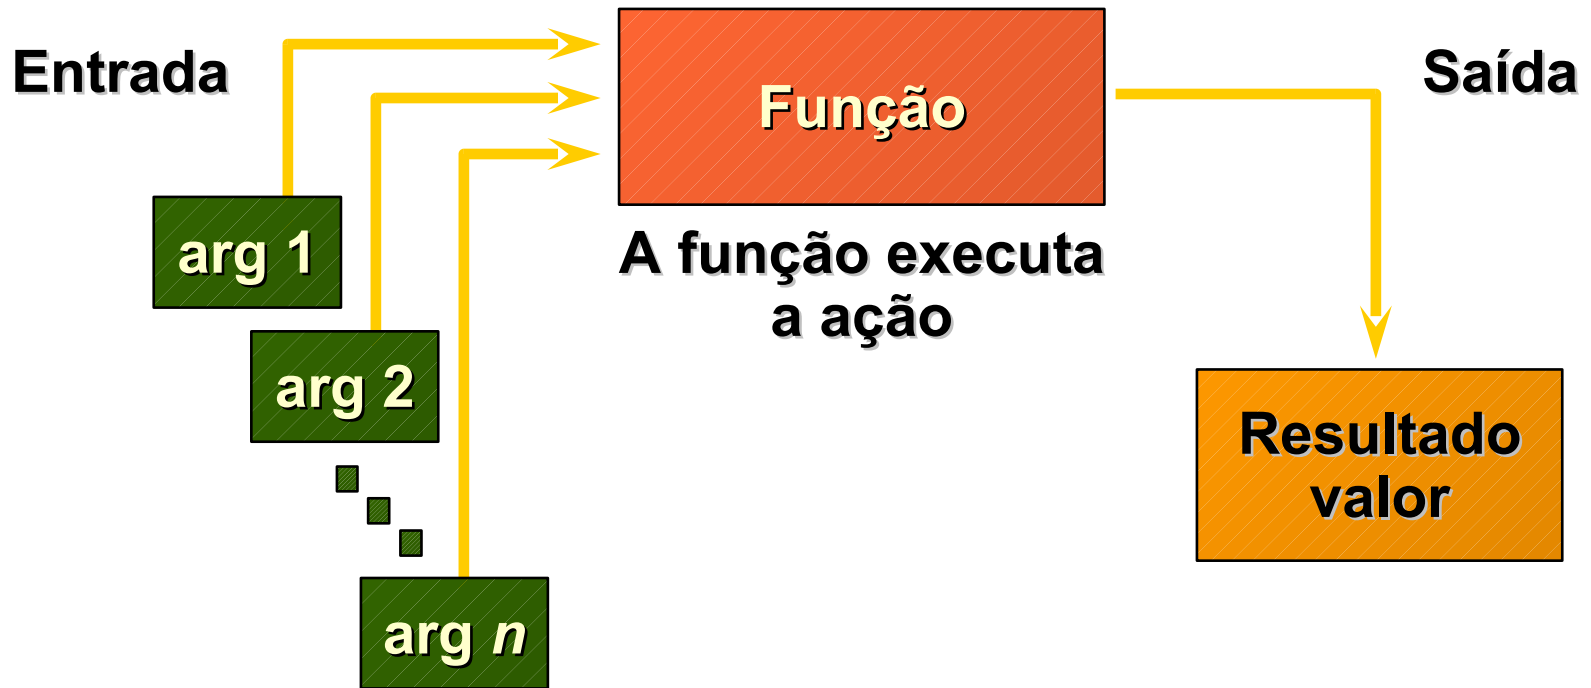 Entrada
Função
Saída
arg 1
A função executa
a ação
arg 2
Resultado
valor
arg n